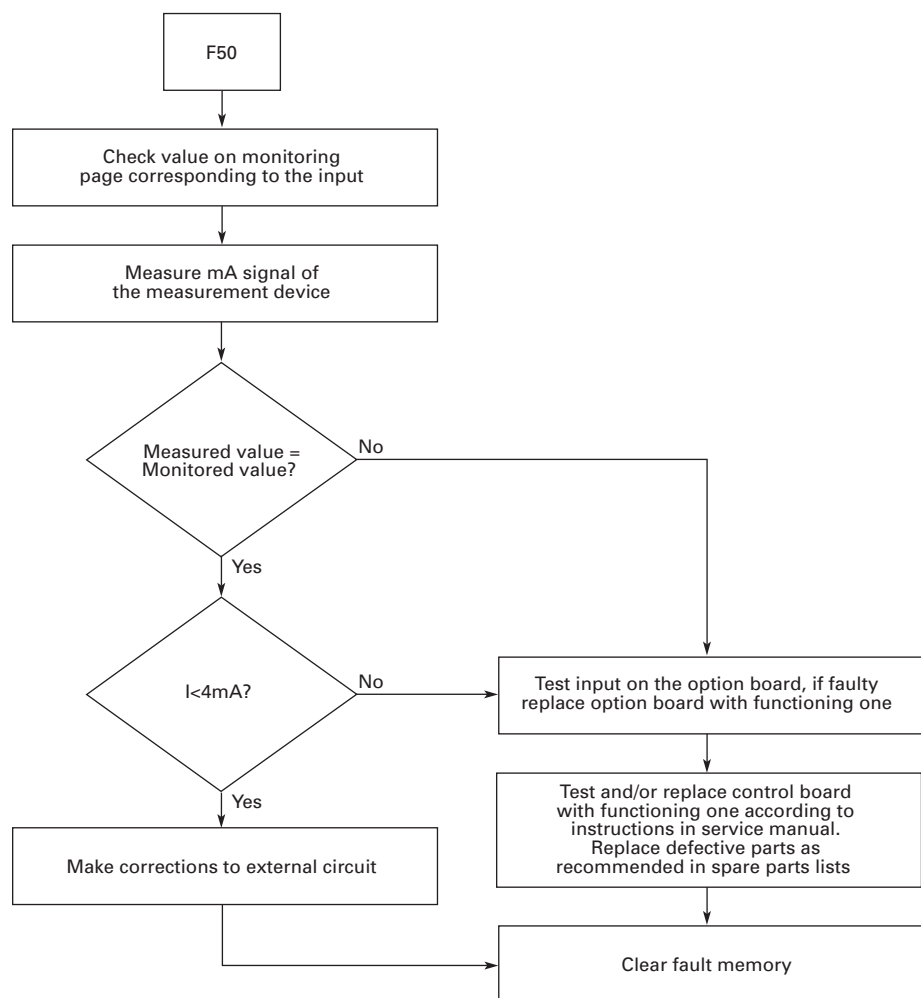 F50
Check value on monitoring
page corresponding to the input
Measure mA signal of
the measurement device
Measured value =
Monitored value?
No
Yes
I<4mA?
No
Yes
Test input on the option board, if faulty
replace option board with functioning one
Test and/or replace control board
with functioning one according to
instructions in service manual.
Replace defective parts as
recommended in spare parts lists
Make corrections to external circuit
Clear fault memory